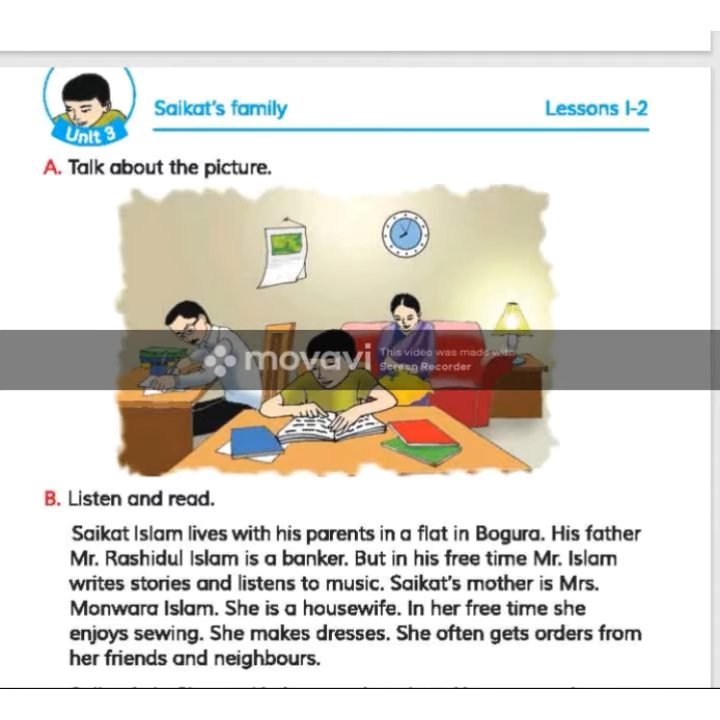 Unit 3
Saikat's family
Lessons 1-2
A. Talk about the picture.
movavi
This video was made with
Screen Recorder
B. Listen and read.
Saikat Islam lives with his parents in a flat in Bogura. His father
Mr. Rashidul Islam is a banker. But in his free time Mr. Islam
writes stories and listens to music. Saikat's mother is Mrs.
Monwara Islam. She is a housewife. In her free time she
enjoys sewing. She makes dresses. She often gets orders from
her friends and neighbours.